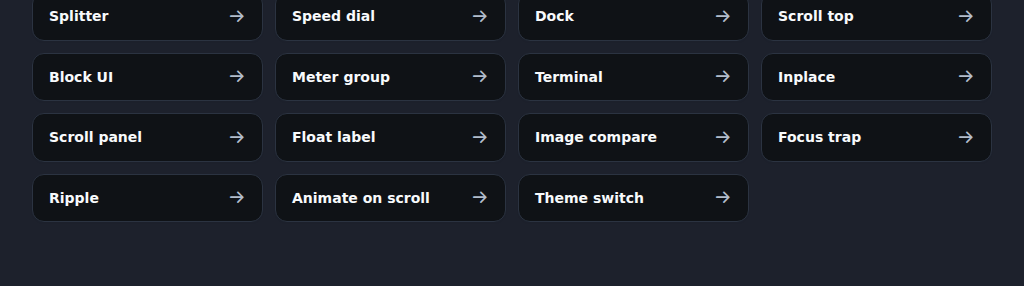 Splitter
Speed dial
Dock
Scroll top
Block UI
Meter group
Terminal
Inplace
Scroll panel
Float label
Image compare
Focus trap
Ripple
Animate on scroll
Theme switch